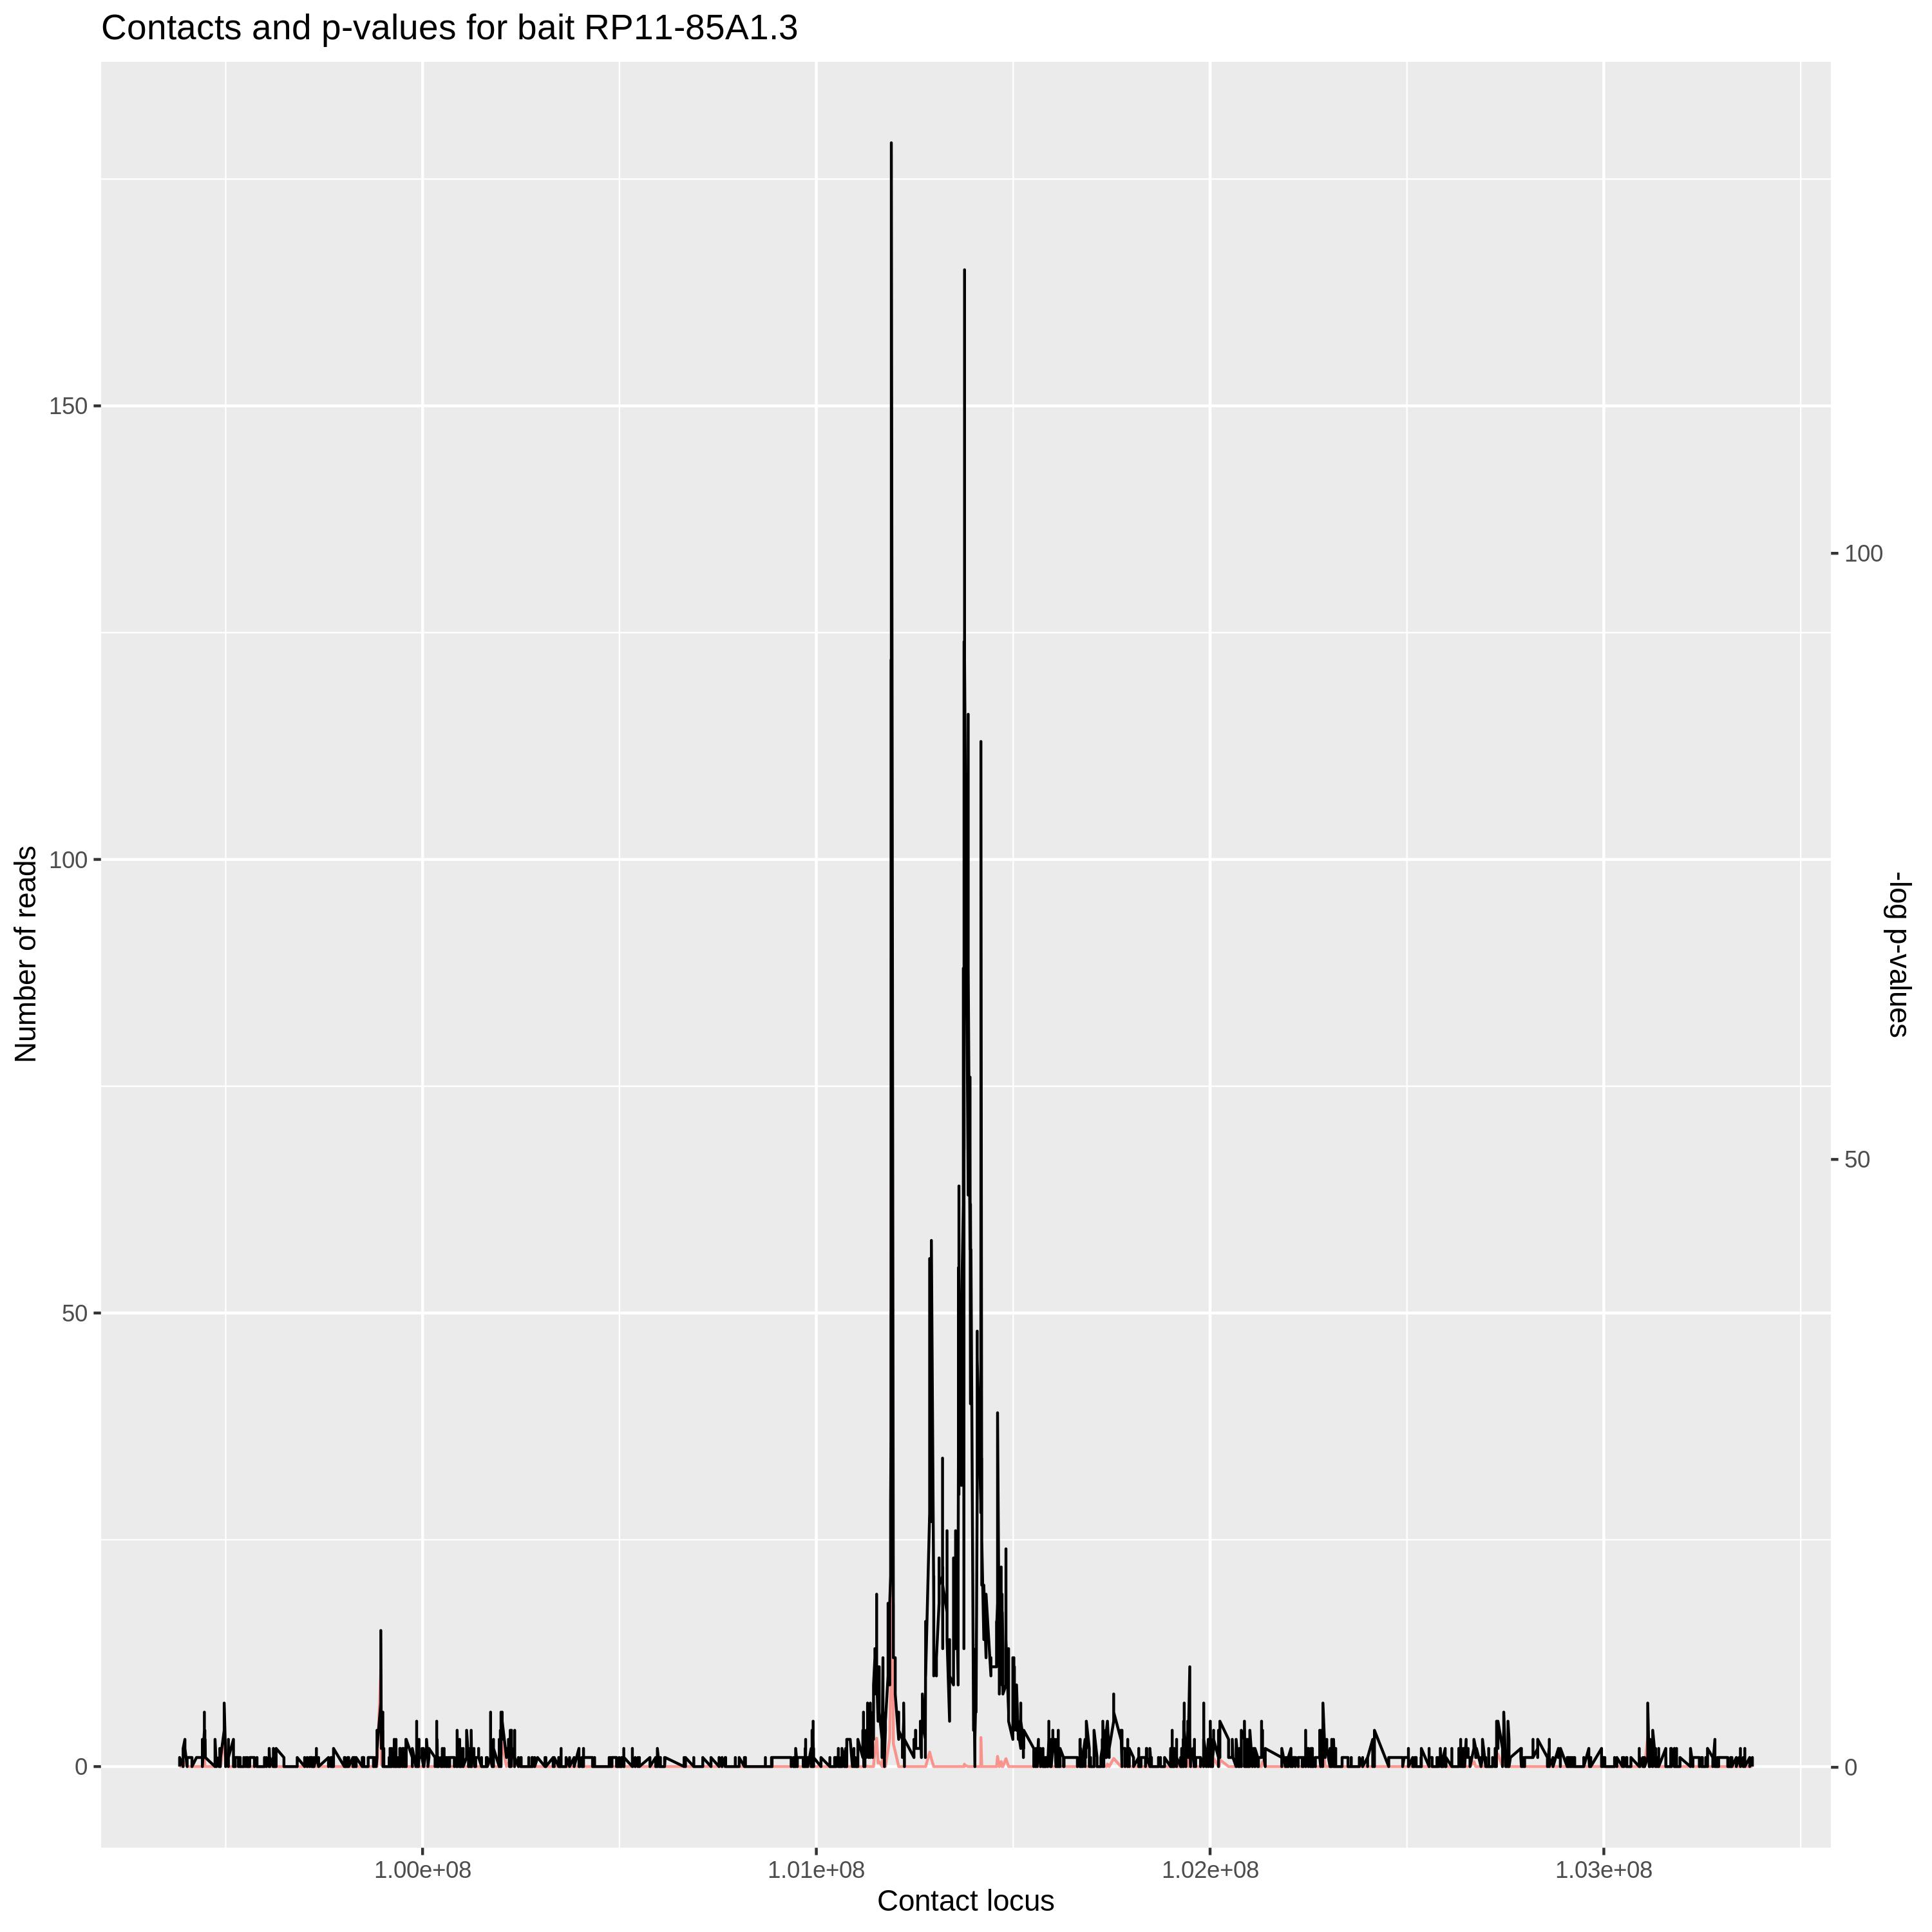 Contacts and p-values for bait RP11-85A1.3
150
100
50
0
Number of reads
100
50
0
-log p-values
1.00e+08
1.01e+08
1.02e+08
1.03e+08
Contact locus